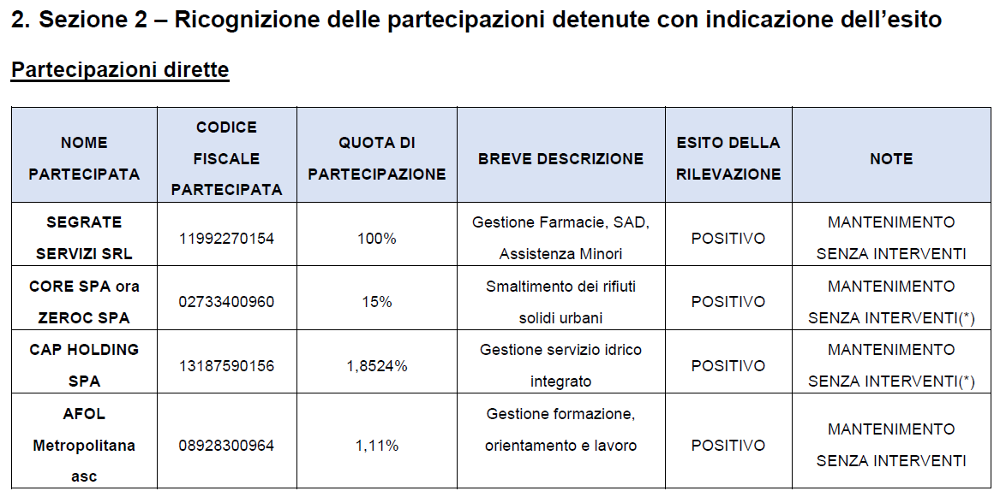 2. Sezione 2 – Ricognizione delle partecipazioni detenute con indicazione dell'esito
Partecipazioni dirette
NOME
PARTECIPATA
CODICE
FISCALE
PARTECIPATA
QUOTA DI
PARTECIPAZIONE
BREVE DESCRIZIONE
ESITO DELLA
RILEVAZIONE
NOTE
SEGRATE
SERVIZI SRL
11992270154
100%
Gestione Farmacie, SAD,
Assistenza Minori
POSITIVO
MANTENIMENTO
SENZA INTERVENTI
CORE SPA ora
ZEROC SPA
02733400960
15%
Smaltimento dei rifiuti
solidi urbani
POSITIVO
MANTENIMENTO
SENZA INTERVENTI(*)
CAP HOLDING
SPA
13187590156
1,8524%
Gestione servizio idrico
integrato
POSITIVO
MANTENIMENTO
SENZA INTERVENTI(*)
AFOL
Metropolitana
asc
08928300964
1,11%
Gestione formazione,
orientamento e lavoro
POSITIVO
MANTENIMENTO
SENZA INTERVENTI